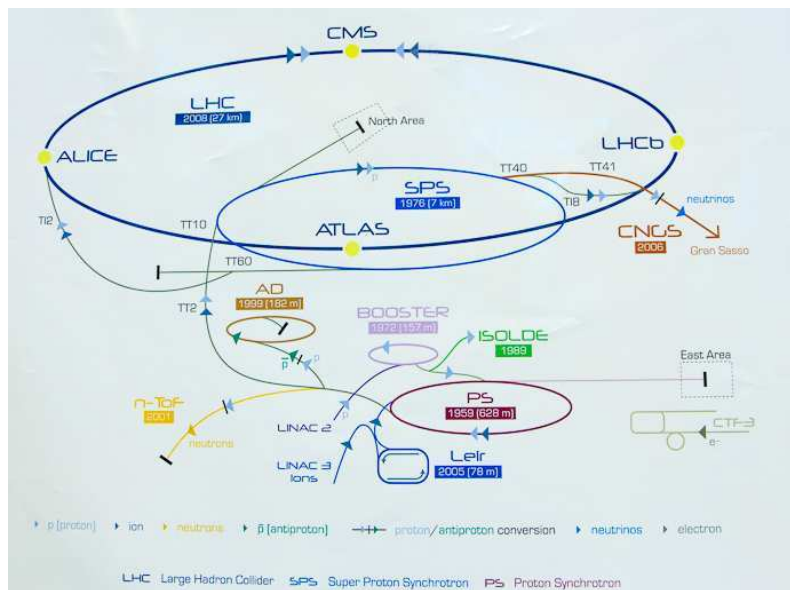 CMS
LHC
2008 (27 km)
North Area
ALICE
LHCb
TT40
TT41
SPS
1976 (7 km)
p
TI8
neutrinos
TI2
TT10
ATLAS
CNGS
2006
Gran Sasso
TT60
AD
1999 (182 m)
TT2
BOOSTER
1972 (157 m)
ISOLDE
1989
p̄
p
East Area
n-ToF
2001
PS
1959 (628 m)
neutrons
LINAC 2
p
CTF3
e-
LINAC 3
Ions
Leir
2005 (78 m)
p (proton) ion neutrons p̄ (antiproton) proton/antiproton conversion neutrinos electron
LHC Large Hadron Collider SPS Super Proton Synchrotron PS Proton Synchrotron